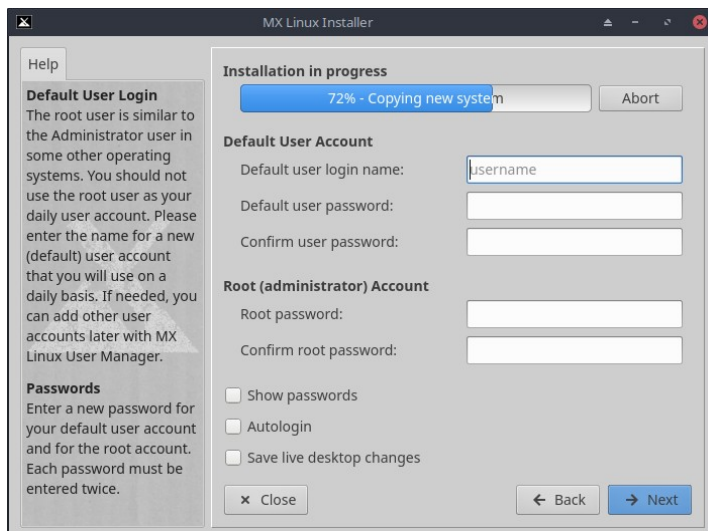 MX Linux Installer
Help
Default User Login
The root user is similar to
the Administrator user in
some other operating
systems. You should not
use the root user as your
daily user account. Please
enter the name for a new
(default) user account
that you will use on a
daily basis. If needed, you
can add other user
accounts later with MX
Linux User Manager.
Passwords
Enter a new password for
your default user account
and for the root account.
Each password must be
entered twice.
Installation in progress
72% - Copying new system
Abort
Default User Account
Default user login name:
username
Default user password:
Confirm user password:
Root (administrator) Account
Root password:
Confirm root password:
Show passwords
Autologin
Save live desktop changes
Close
Back
Next